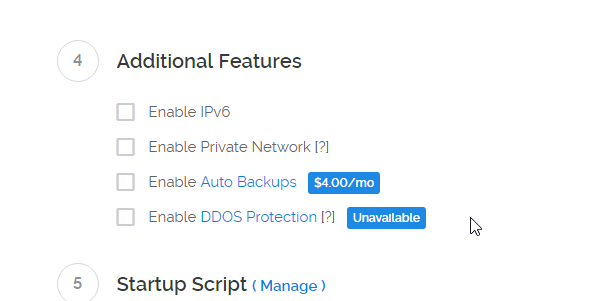 4 Additional Features
Enable IPv6
Enable Private Network [?]
Enable Auto Backups $4.00/mo
Enable DDOS Protection [?] Unavailable
5 Startup Script ( Manage )